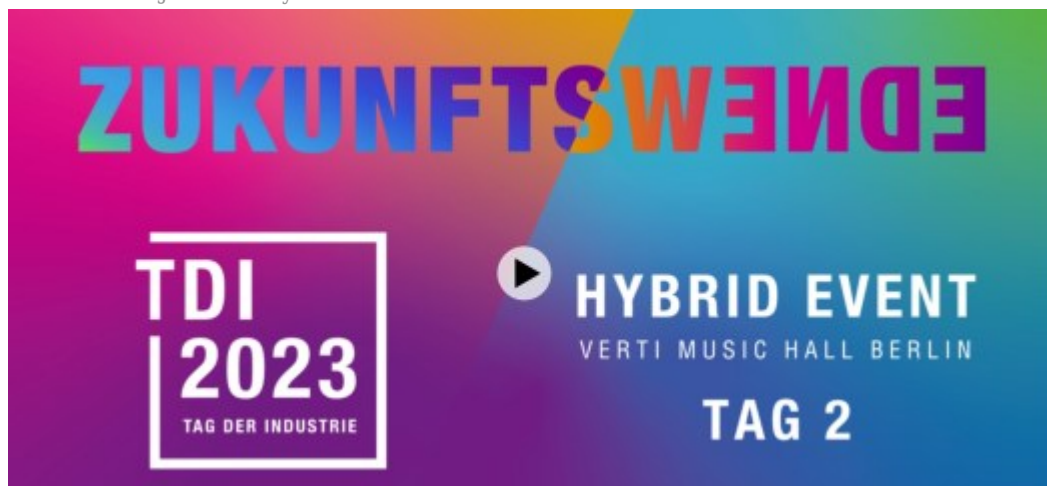 ZUKUNFTSWENDE
TDI
2023
TAG DER INDUSTRIE
HYBRID EVENT
VERTI MUSIC HALL BERLIN
TAG 2